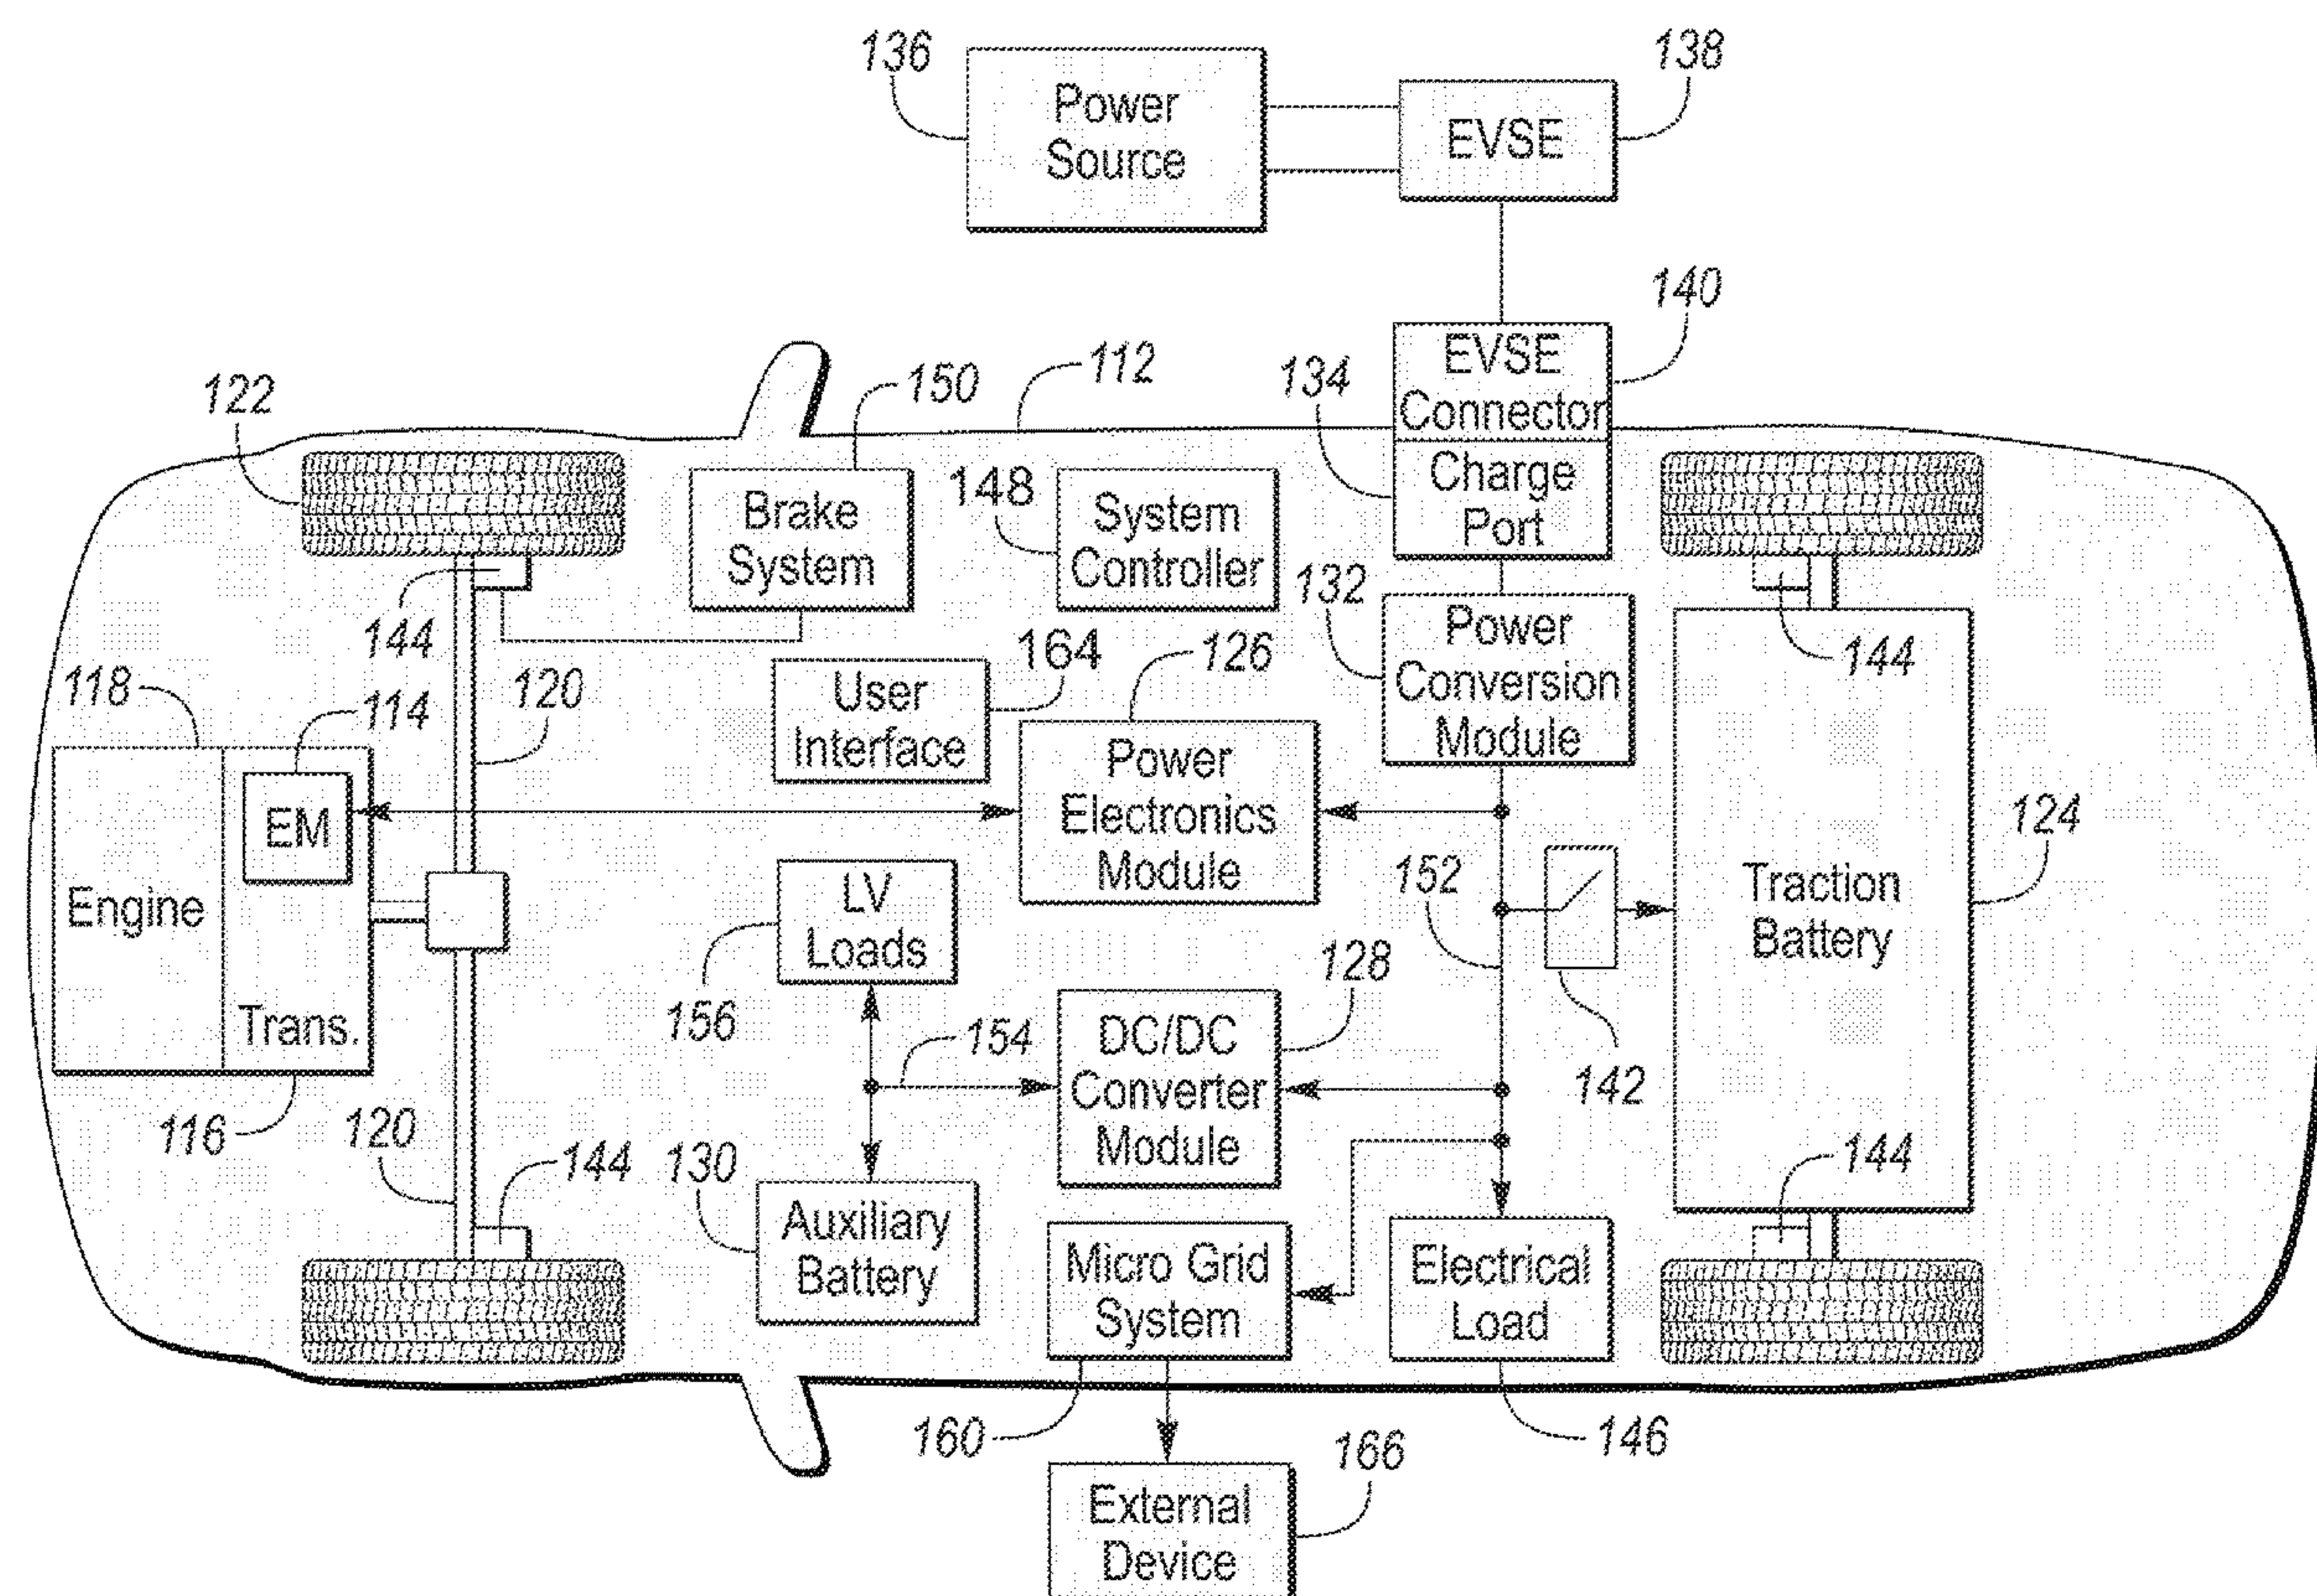 136
Power
Source
EVSE
138
140
EVSE
Connector
134
Charge
Port
112
150
122
Brake
System
148
System
Controller
144
132
Power
Conversion
Module
144
118
114
120
164
User
Interface
126
Power
Electronics
Module
EM
Engine
Trans.
124
Traction
Battery
152
LV
Loads
156
154
128
DC/DC
Converter
Module
142
116
120
144
130
Auxiliary
Battery
Micro Grid
System
Electrical
Load
144
160
146
166
External
Device